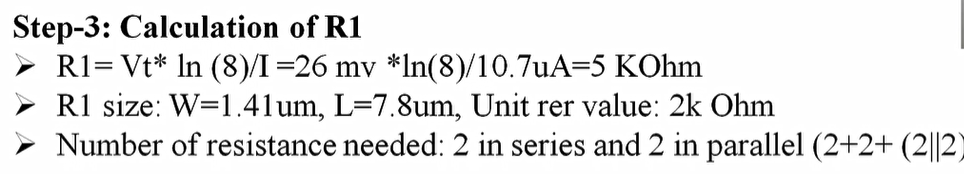 Step-3: Calculation of R1
➢ R1= Vt* ln (8)/I =26 mv *ln(8)/10.7uA=5 KOhm
➢ R1 size: W=1.41um, L=7.8um, Unit rer value: 2k Ohm
➢ Number of resistance needed: 2 in series and 2 in parallel (2+2+ (2||2)